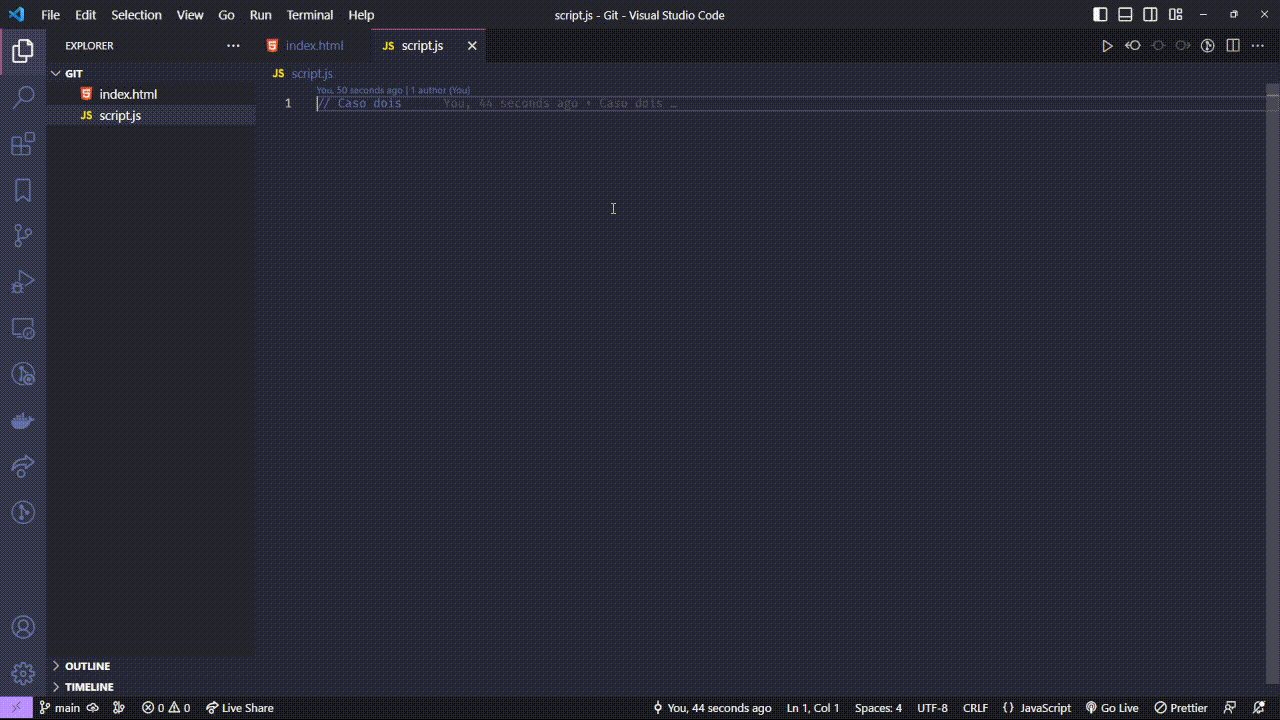 File Edit Selection View Go Run Terminal Help
script.js - Git - Visual Studio Code
EXPLORER
index.html
JS script.js
GIT
index.html
JS script.js
JS script.js
You, 50 seconds ago | 1 author (You)
1 // Caso dois You, 44 seconds ago • Caso dois …
OUTLINE
TIMELINE
main 0 0 Live Share You, 44 seconds ago Ln 1, Col 1 Spaces: 4 UTF-8 CRLF {} JavaScript Go Live Prettier